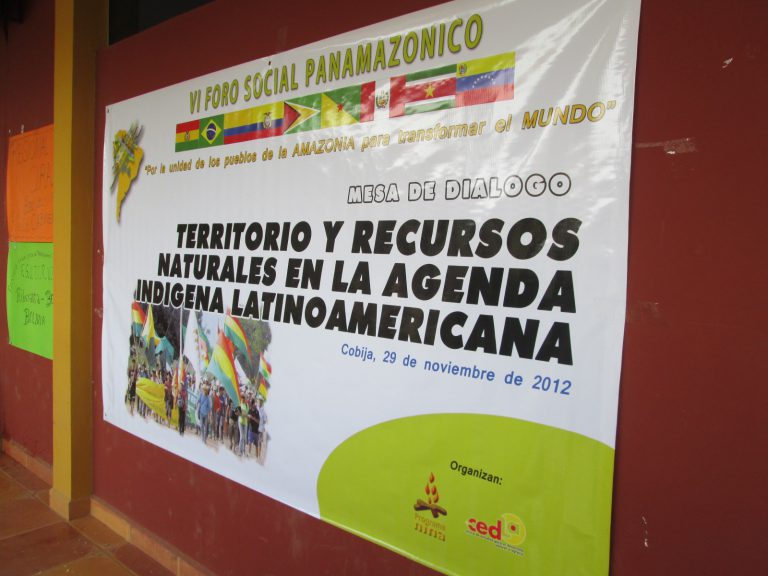 VI FORO SOCIAL PANAMAZONICO
"Por la unidad de los pueblos de la AMAZONIA para transformar el MUNDO"
MESA DE DIALOGO
TERRITORIO Y RECURSOS
NATURALES EN LA AGENDA
INDIGENA LATINOAMERICANA
Cobija, 29 de noviembre de 2012
Organizan:
Programa
nina
ced